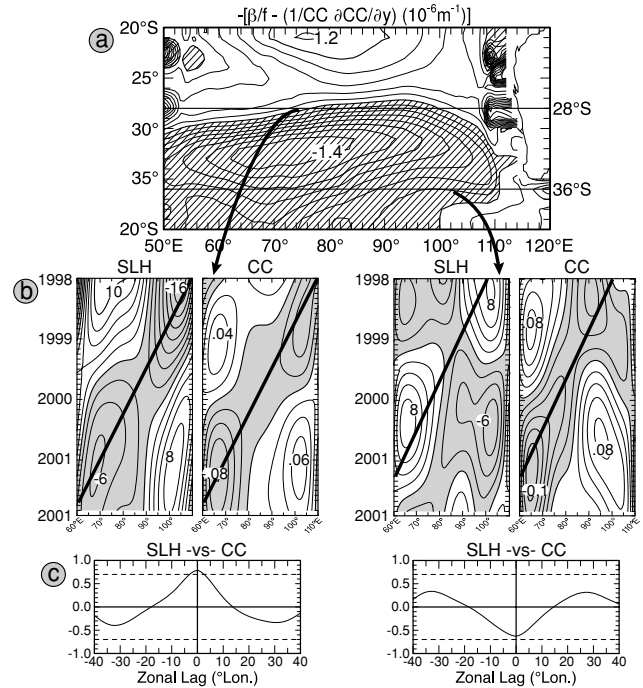 -[β/f - (1/CC ∂CC/∂y) (10⁻⁶m⁻¹)]
a
20°S
25°
30°
35°
20°S
-1.2
-1.4
28°S
36°S
50°E 60° 70° 80° 90° 100° 110° 120°E
b
SLH CC SLH CC
1998
1999
2000
2001
2001
10
-16
-6
8
.04
-.08
.06
8
8
-6
.08
-0.1
.08
60°E 70° 80° 90° 100° 110°E
60°E 70° 80° 90° 100° 110°E
60°E 70° 80° 90° 100° 110°E
60°E 70° 80° 90° 100° 110°E
c
SLH -vs- CC
1.0
0.5
0.0
-0.5
-1.0
-40 -30 -20 -10 0 10 20 30 40
Zonal Lag (°Lon.)
SLH -vs- CC
1.0
0.5
0.0
-0.5
-1.0
-40 -30 -20 -10 0 10 20 30 40
Zonal Lag (°Lon.)